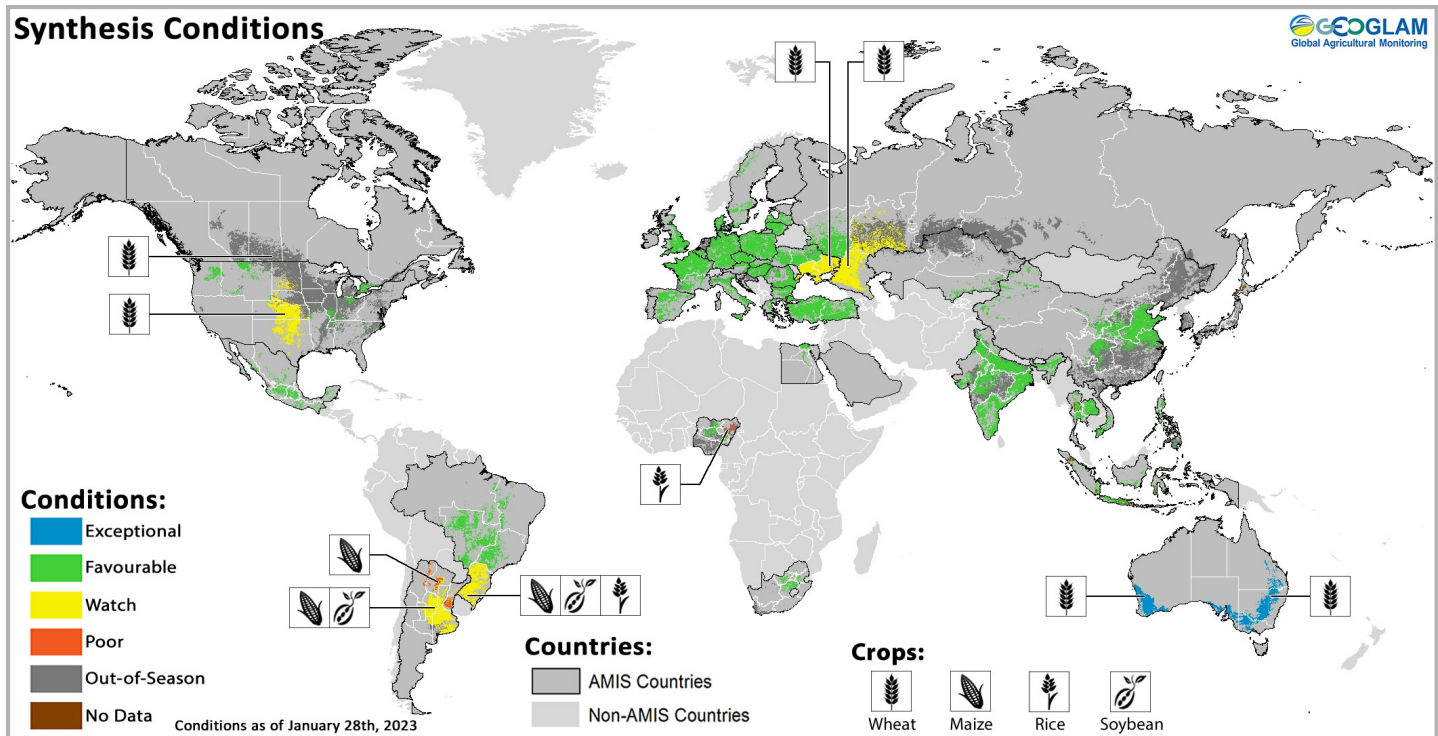 Synthesis Conditions
GEOGLAM
Global Agricultural Monitoring
Conditions:
Exceptional
Favourable
Watch
Poor
Out-of-Season
No Data
Conditions as of January 28th, 2023
Countries:
AMIS Countries
Non-AMIS Countries
Crops:
Wheat
Maize
Rice
Soybean